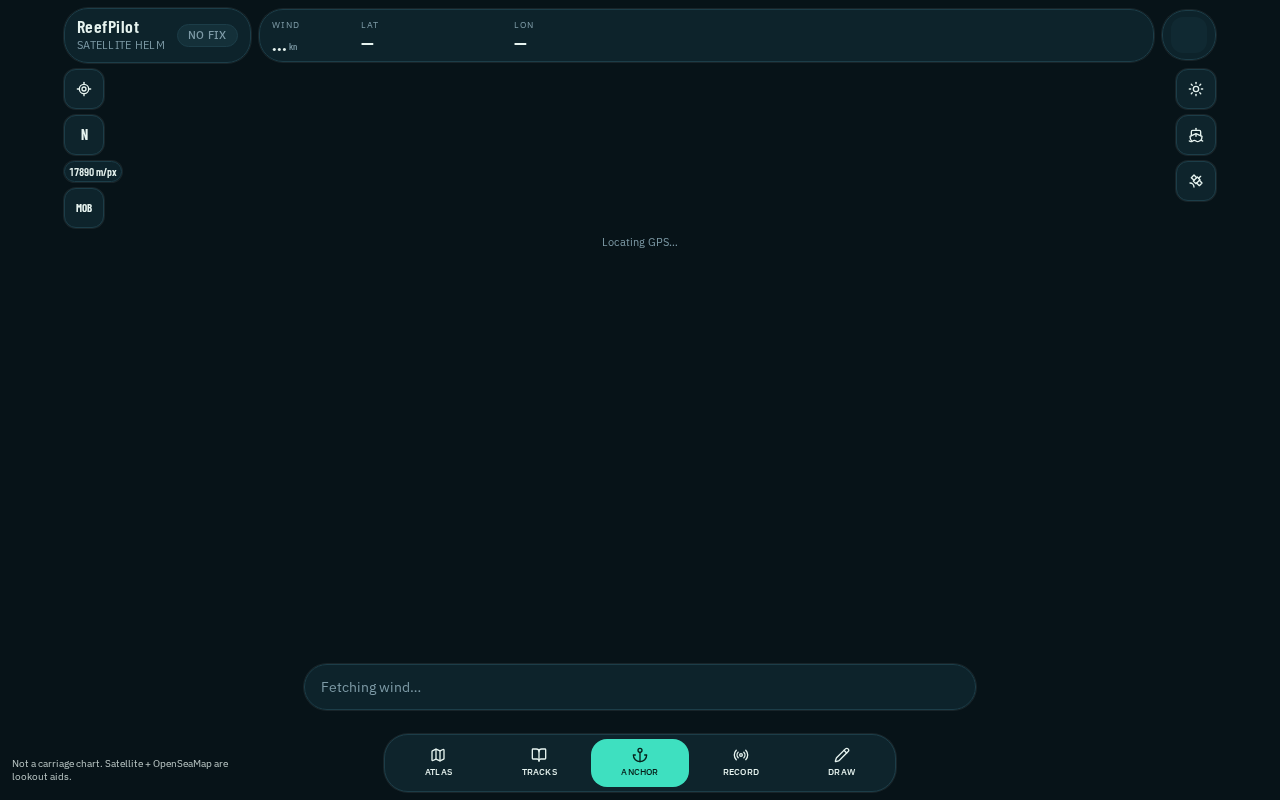 ReefPilot
SATELLITE HELM
NO FIX
WIND
... kn
LAT
—
LON
—
N
17890 m/px
MOB
Locating GPS...
Fetching wind...
ATLAS
TRACKS
ANCHOR
RECORD
DRAW
Not a carriage chart. Satellite + OpenSeaMap are
lookout aids.